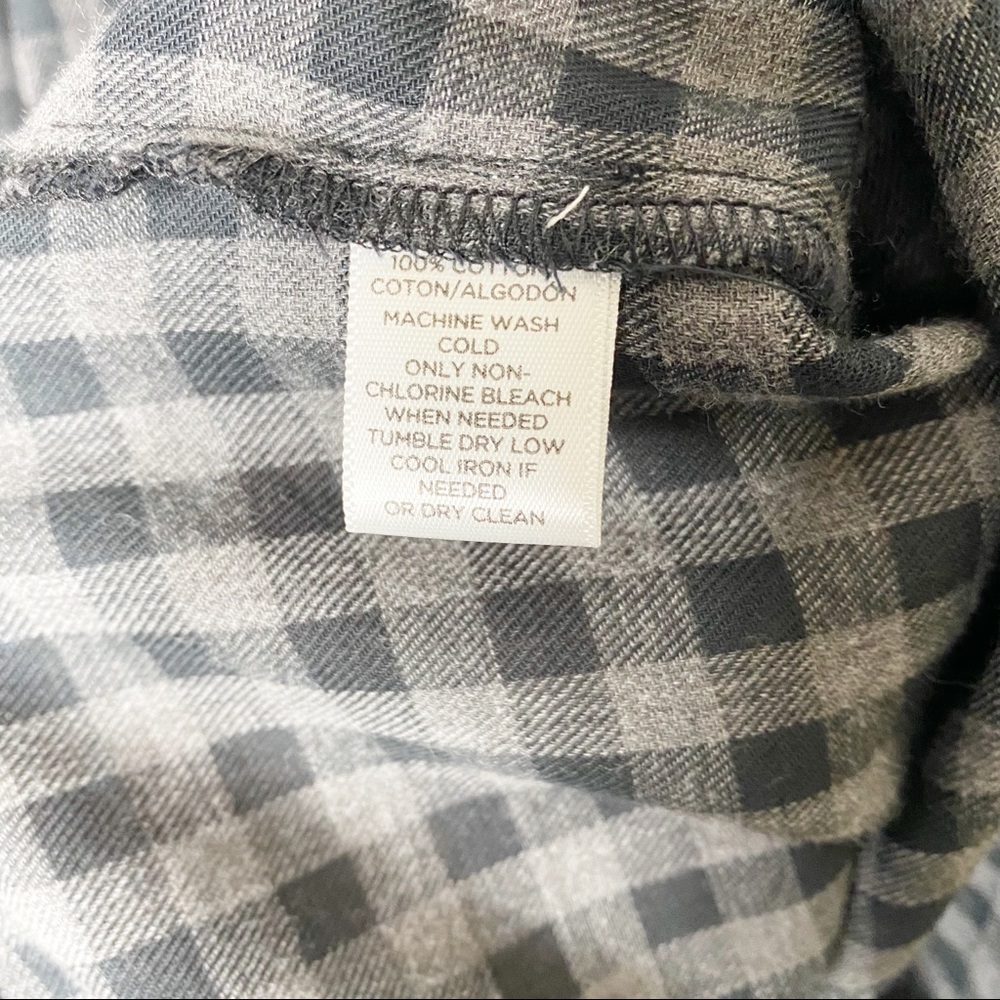 100% COTTON
COTON/ALGODÓN
MACHINE WASH
COLD
ONLY NON-
CHLORINE BLEACH
WHEN NEEDED
TUMBLE DRY LOW
COOL IRON IF
NEEDED
OR DRY CLEAN